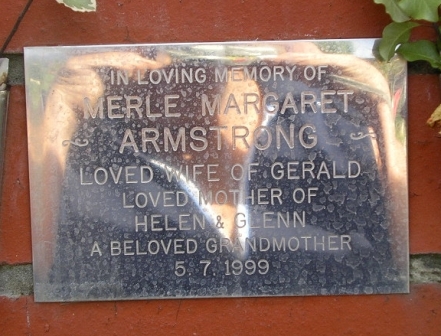 IN LOVING MEMORY OF
MERLE MARGARET
ARMSTRONG
LOVED WIFE OF GERALD
LOVED MOTHER OF
HELEN & GLENN
A BELOVED GRANDMOTHER
5.7.1999